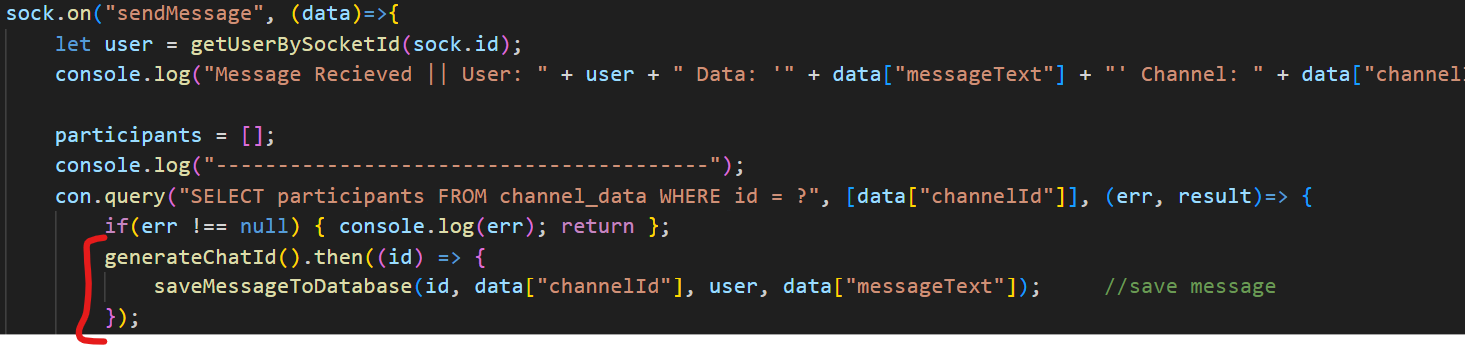 sock.on("sendMessage", (data)=>{
let user = getUserBySocketId(sock.id);
console.log("Message Recieved || User: " + user + " Data: '" + data["messageText"] + "' Channel: " + data["channelI
participants = [];
console.log("----------------------------------------");
con.query("SELECT participants FROM channel_data WHERE id = ?", [data["channelId"]], (err, result)=> {
if(err !== null) { console.log(err); return };
generateChatId().then((id) => {
saveMessageToDatabase(id, data["channelId"], user, data["messageText"]); //save message
});